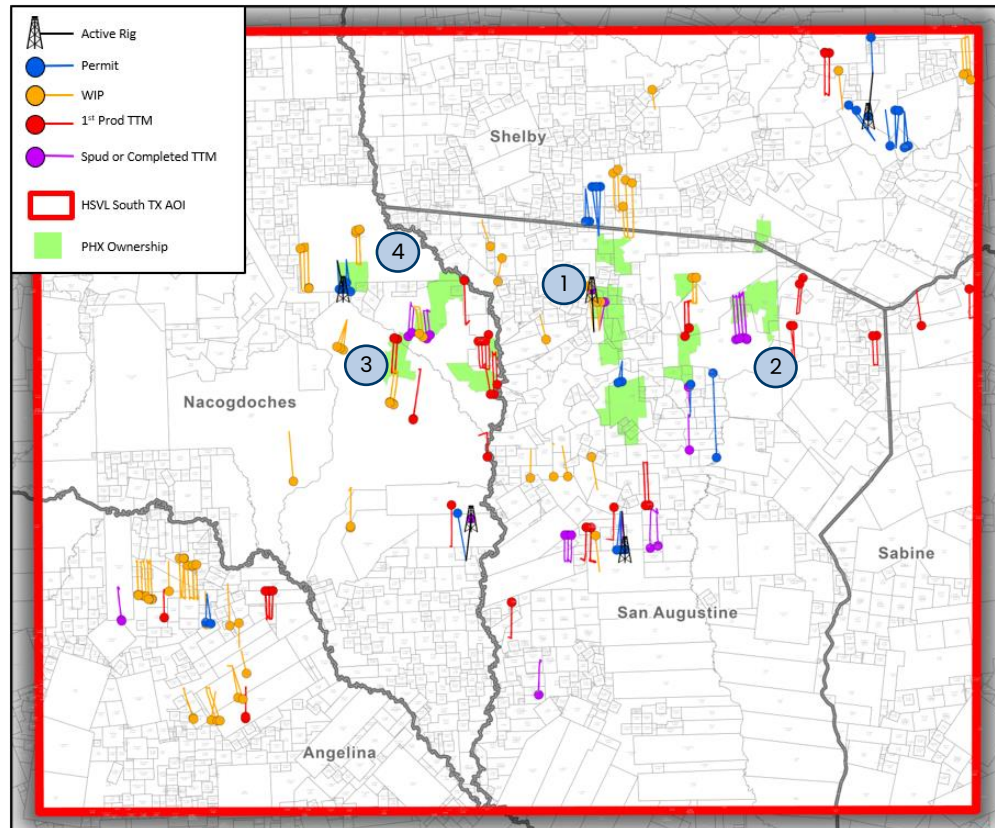 Active Rig
Permit
WIP
1st Prod TTM
Spud or Completed TTM
HSVL South TX AOI
PHX Ownership
Shelby
4
1
3
2
Nacogdoches
Sabine
San Augustine
Angelina